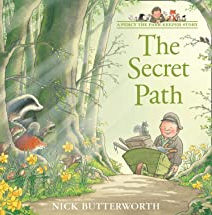 A PERCY THE PARK KEEPER STORY
The
Secret
Path
NICK BUTTERWORTH